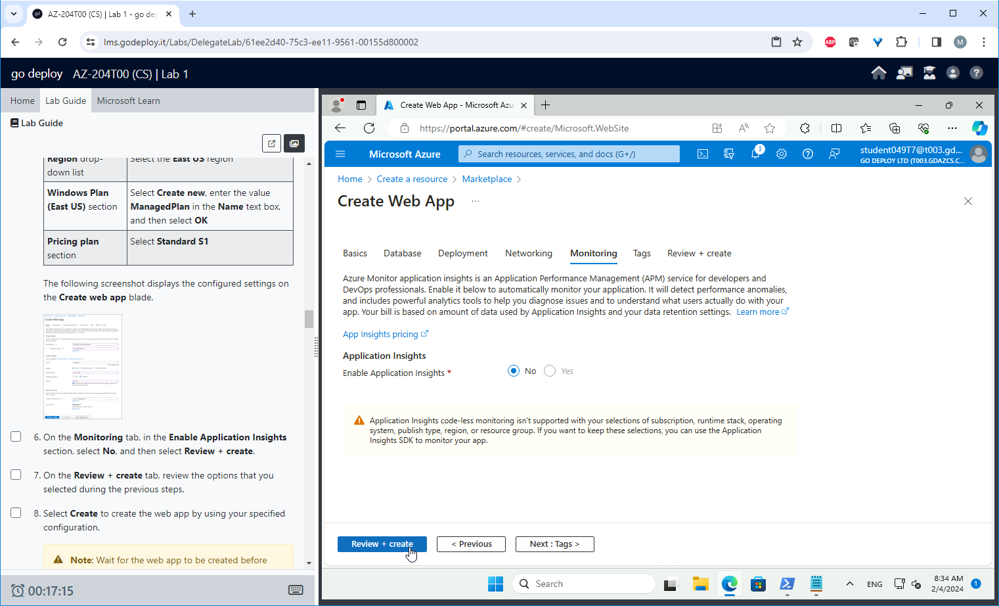 AZ-204T00 (CS) | Lab 1 - go dep
lms.godeploy.it/Labs/DelegateLab/61ee2d40-75c3-ee11-9561-00155d800002
ABP
M
go deploy AZ-204T00 (CS) | Lab 1
Home Lab Guide Microsoft Learn
Lab Guide
Region drop-down list
Select the East US region
Windows Plan (East US) section
Select Create new, enter the value ManagedPlan in the Name text box, and then select OK
Pricing plan section
Select Standard S1
The following screenshot displays the configured settings on
the Create web app blade.
6. On the Monitoring tab, in the Enable Application Insights
section, select No, and then select Review + create.
7. On the Review + create tab, review the options that you
selected during the previous steps.
8. Select Create to create the web app by using your specified
configuration.
Note: Wait for the web app to be created before
00:17:15
Create Web App - Microsoft Azu
https://portal.azure.com/#create/Microsoft.WebSite
Microsoft Azure
Search resources, services, and docs (G+/)
3
student049T7@t003.gd...
GO DEPLOY LTD (T003.GDAZCS.C...
Home > Create a resource > Marketplace >
Create Web App ...
Basics Database Deployment Networking Monitoring Tags Review + create
Azure Monitor application insights is an Application Performance Management (APM) service for developers and
DevOps professionals. Enable it below to automatically monitor your application. It will detect performance anomalies,
and includes powerful analytics tools to help you diagnose issues and to understand what users actually do with your
app. Your bill is based on amount of data used by Application Insights and your data retention settings. Learn more
App Insights pricing
Application Insights
Enable Application Insights *
No Yes
Application Insights code-less monitoring isn't supported with your selections of subscription, runtime stack, operating
system, publish type, region, or resource group. If you want to keep these selections, you can use the Application
Insights SDK to monitor your app.
Review + create < Previous Next : Tags >
Search
ENG
8:34 AM
2/4/2024
1